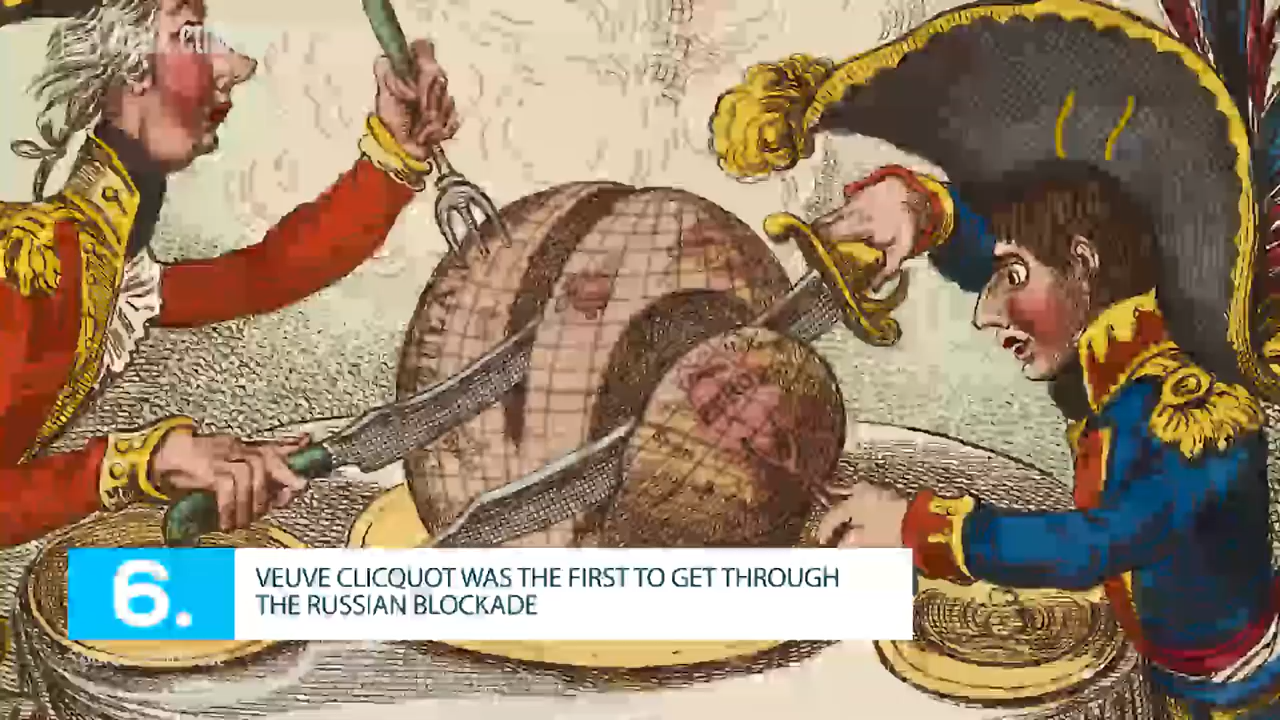 6.
VEUVE CLICQUOT WAS THE FIRST TO GET THROUGH
THE RUSSIAN BLOCKADE